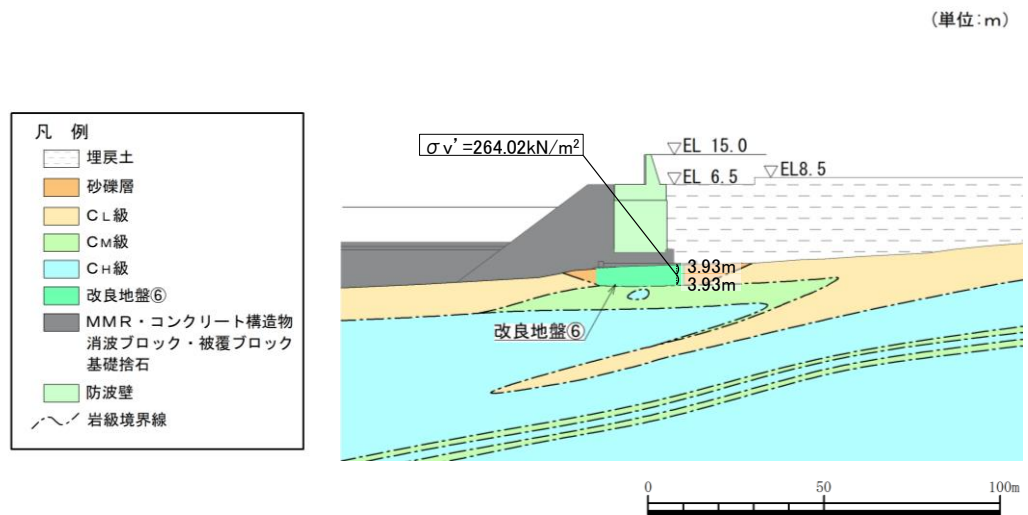 (単位:m)
凡 例
埋戻土
砂礫層
CL級
CM級
CH級
改良地盤⑥
MMR・コンクリート構造物
消波ブロック・被覆ブロック
基礎捨石
防波壁
岩級境界線
σv'=264.02kN/m²
▽EL 15.0
▽EL 6.5
▽EL8.5
3.93m
3.93m
改良地盤⑥
0 50 100m